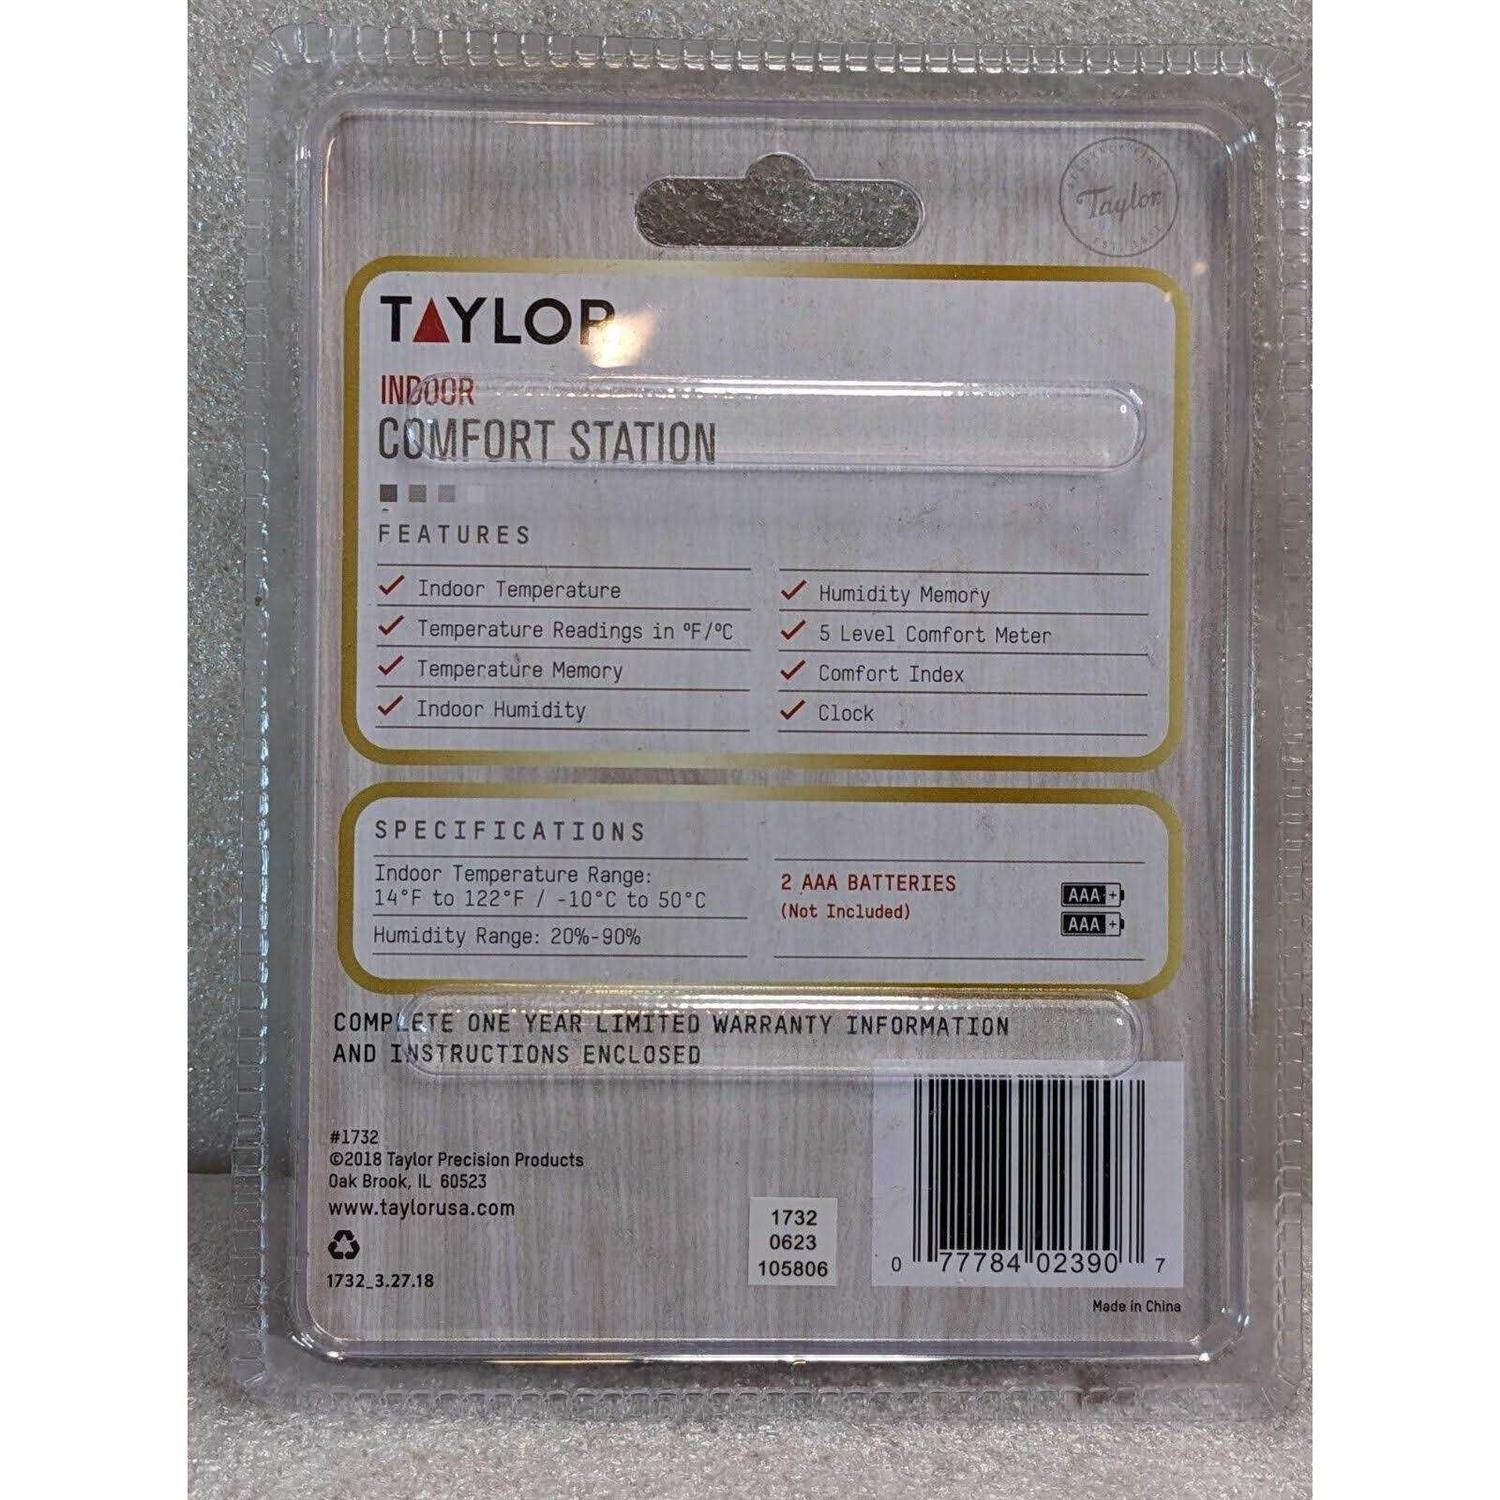 Taylor
TAYLOR
INDOOR
COMFORT STATION
FEATURES
Indoor Temperature
Temperature Readings in ºF/ºC
Temperature Memory
Indoor Humidity
Humidity Memory
5 Level Comfort Meter
Comfort Index
Clock
SPECIFICATIONS
Indoor Temperature Range:
14°F to 122°F / -10°C to 50°C
Humidity Range: 20%-90%
2 AAA BATTERIES
(Not Included)
AAA +
AAA +
COMPLETE ONE YEAR LIMITED WARRANTY INFORMATION
AND INSTRUCTIONS ENCLOSED
#1732
©2018 Taylor Precision Products
Oak Brook, IL 60523
www.taylorusa.com
1732_3.27.18
1732
0623
105806
0 77784 02390 7
Made in China